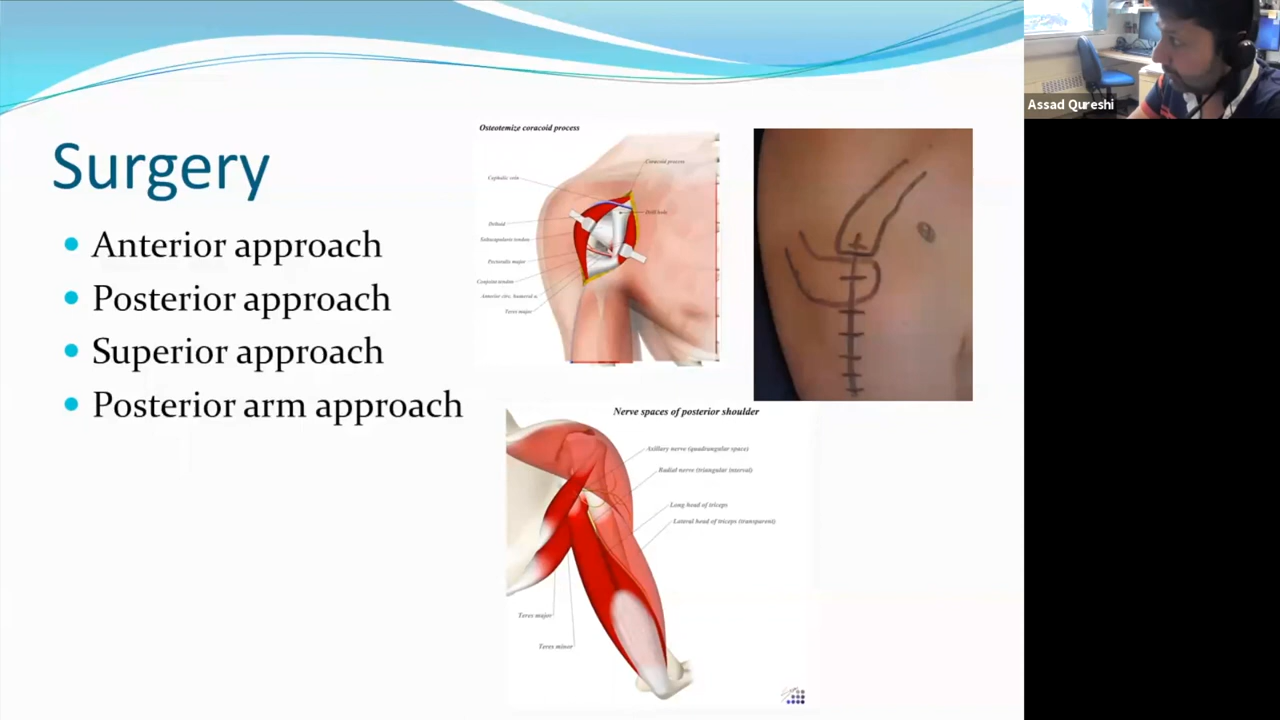 Surgery
Anterior approach
Posterior approach
Superior approach
Posterior arm approach
Osteotemize coracoid process
Coracoid process
Cephalic vein
Drill hole
Deltoid
Subscapularis tendon
Pectoralis major
Conjoint tendon
Teres major
Nerve spaces of posterior shoulder
Axillary nerve (quadrangular space)
Radial nerve (triangular interval)
Long head of triceps
Lateral head of triceps (transparent)
Teres major
Teres minor
Assad Qureshi